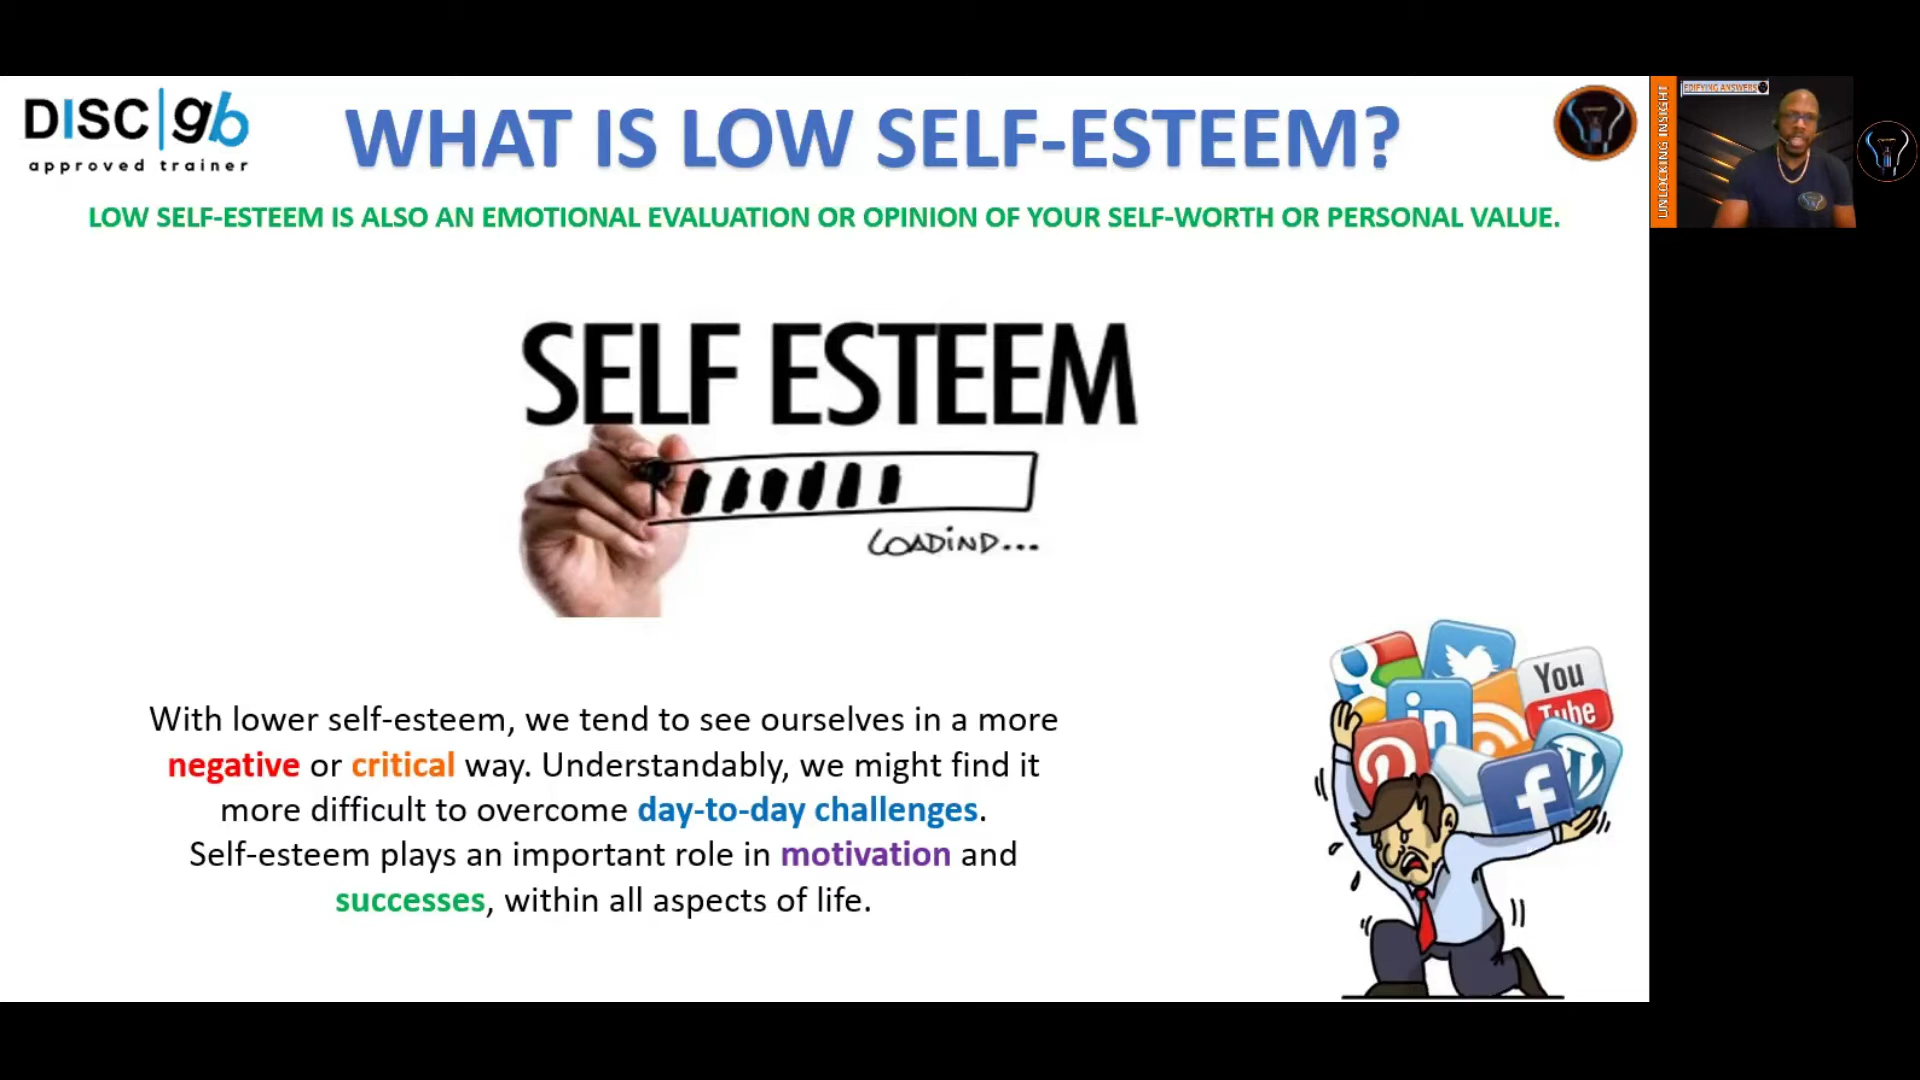 DISC|gb
approved trainer
WHAT IS LOW SELF-ESTEEM?
LOW SELF-ESTEEM IS ALSO AN EMOTIONAL EVALUATION OR OPINION OF YOUR SELF-WORTH OR PERSONAL VALUE.
UNLOCKING INSIGHT
EDIFYING ANSWERS
SELF ESTEEM
LOADIND...
You
Tube
in
f
With lower self-esteem, we tend to see ourselves in a more
negative or critical way. Understandably, we might find it
more difficult to overcome day-to-day challenges.
Self-esteem plays an important role in motivation and
successes, within all aspects of life.